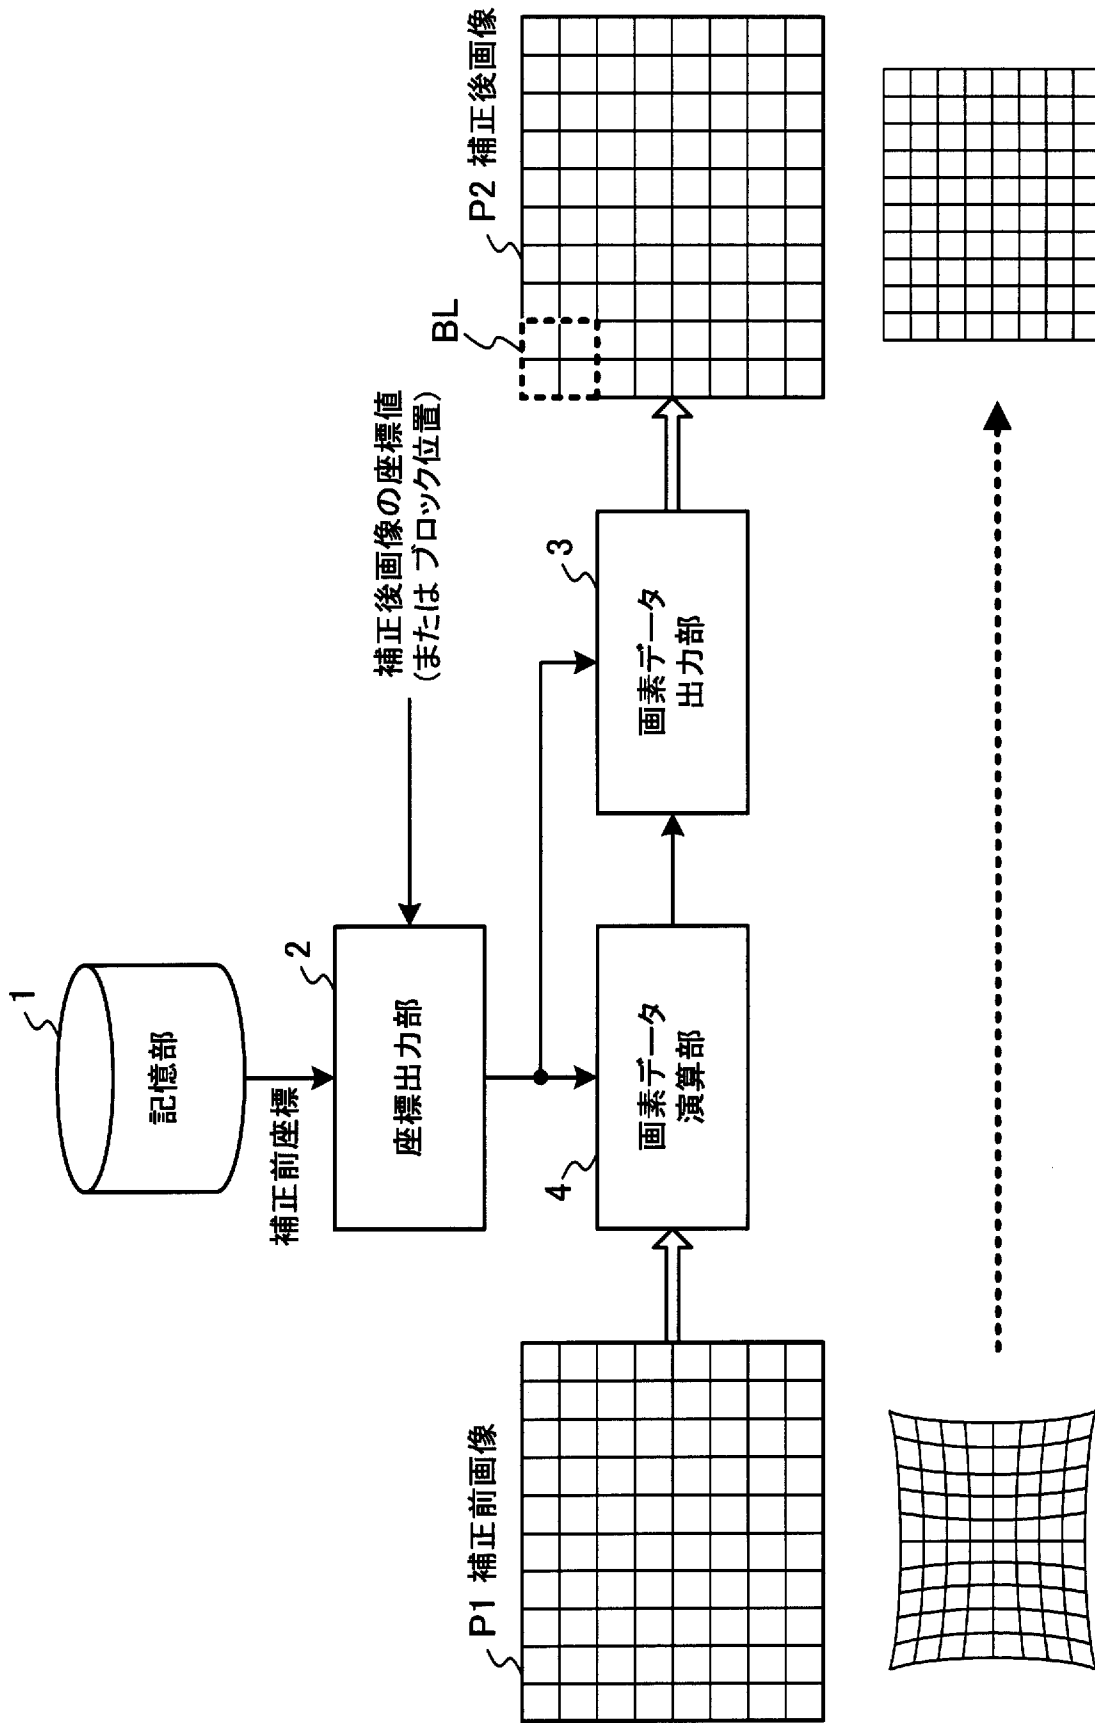 1
記憶部
補正前座標
2
座標出力部
補正後画像の座標値
(または ブロック位置)
4
画素データ
演算部
3
画素データ
出力部
P1 補正前画像
BL
P2 補正後画像